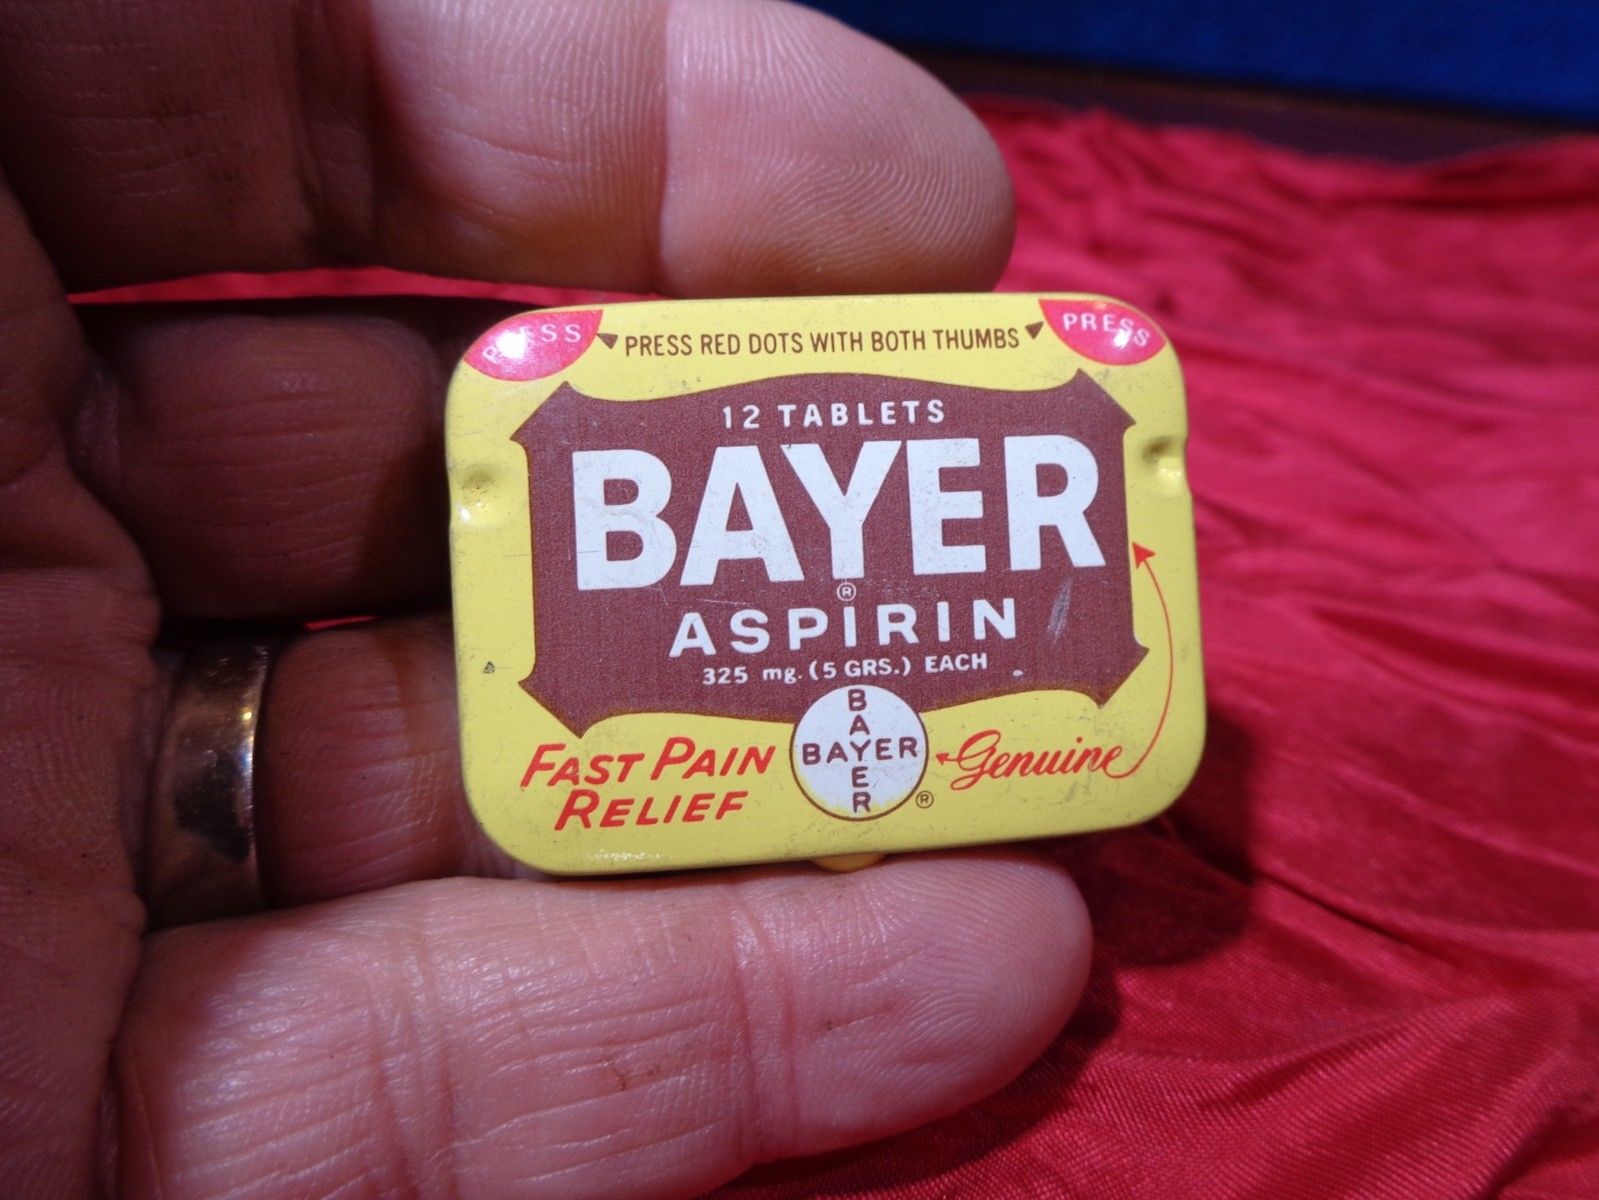 PRESS
PRESS RED DOTS WITH BOTH THUMBS
PRESS
12 TABLETS
BAYER
®
ASPIRIN
325 mg. (5 GRS.) EACH
FAST PAIN
RELIEF
BAYER
BAYER
®
Genuine